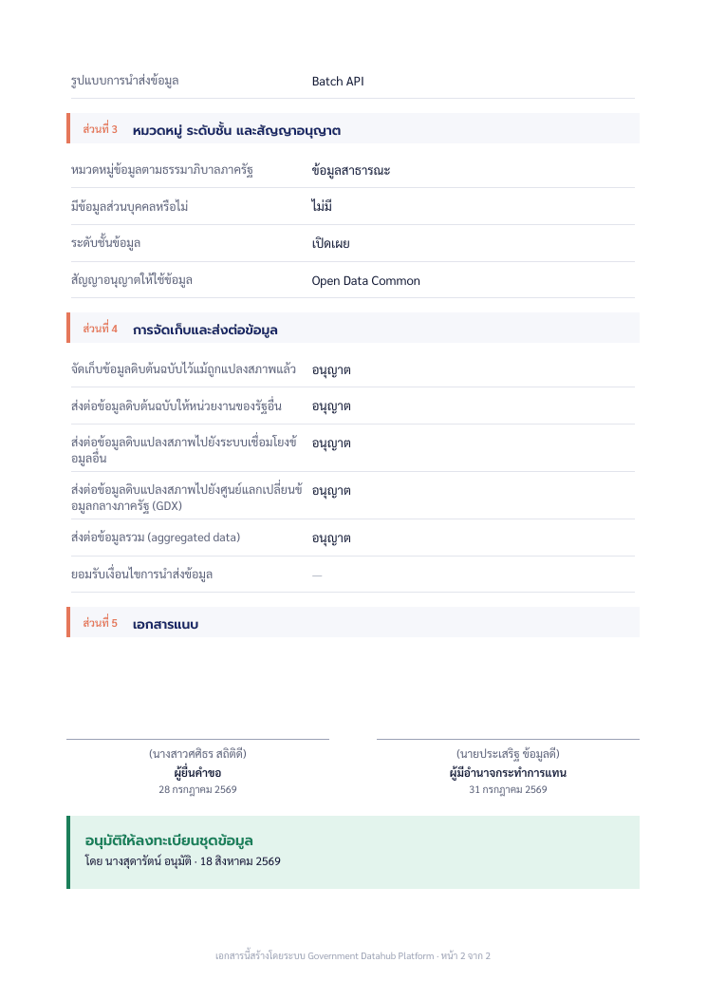 รูปแบบการนำส่งข้อมูล Batch API
ส่วนที่ 3 หมวดหมู่ ระดับชั้น และสัญญาอนุญาต
หมวดหมู่ข้อมูลตามธรรมาภิบาลภาครัฐ ข้อมูลสาธารณะ
มีข้อมูลส่วนบุคคลหรือไม่ ไม่มี
ระดับชั้นข้อมูล เปิดเผย
สัญญาอนุญาตให้ใช้ข้อมูล Open Data Common
ส่วนที่ 4 การจัดเก็บและส่งต่อข้อมูล
จัดเก็บข้อมูลดิบต้นฉบับไว้แม้ถูกแปลงสภาพแล้ว อนุญาต
ส่งต่อข้อมูลดิบต้นฉบับให้หน่วยงานของรัฐอื่น อนุญาต
ส่งต่อข้อมูลดิบแปลงสภาพไปยังระบบเชื่อมโยงข้ อนุญาต
อมูลอื่น
ส่งต่อข้อมูลดิบแปลงสภาพไปยังศูนย์แลกเปลี่ยนข้ อนุญาต
อมูลกลางภาครัฐ (GDX)
ส่งต่อข้อมูลรวม (aggregated data) อนุญาต
ยอมรับเงื่อนไขการนำส่งข้อมูล —
ส่วนที่ 5 เอกสารแนบ
(นางสาวศศิธร สถิติดี) (นายประเสริฐ ข้อมูลดี)
ผู้ยื่นคำขอ ผู้มีอำนาจกระทำการแทน
28 กรกฎาคม 2569 31 กรกฎาคม 2569
อนุมัติให้ลงทะเบียนชุดข้อมูล
โดย นางสุดารัตน์ อนุมัติ · 18 สิงหาคม 2569
เอกสารนี้สร้างโดยระบบ Government Datahub Platform · หน้า 2 จาก 2